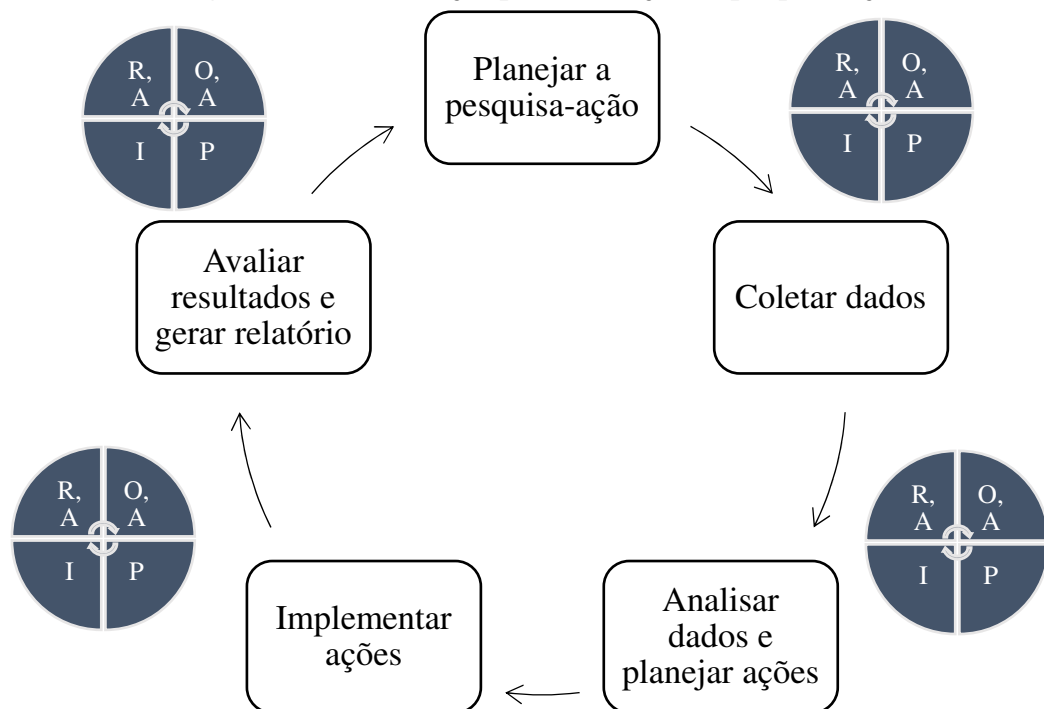 R,
A
O,
A
I
P
Planejar a
pesquisa-ação
R,
A
O,
A
I
P
Avaliar
resultados e
gerar relatório
Coletar dados
R,
A
O,
A
I
P
R,
A
O,
A
I
P
Implementar
ações
Analisar
dados e
planejar ações